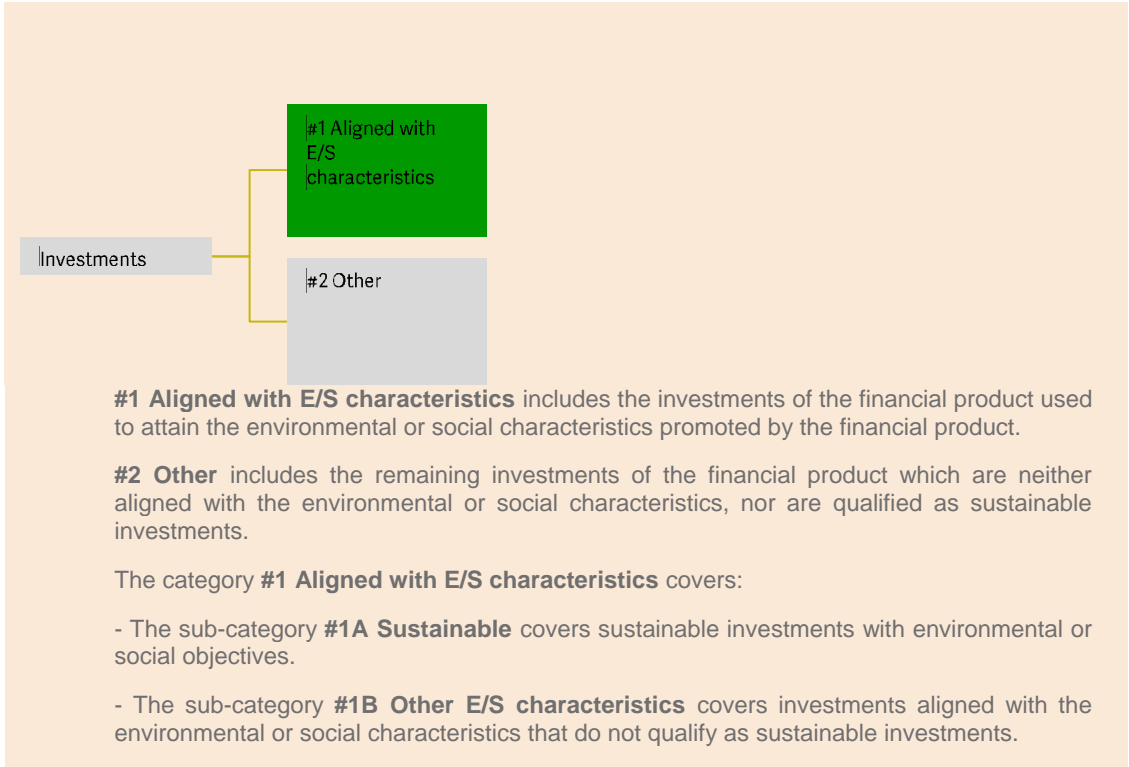 #1 Aligned with
E/S
characteristics
Investments
#2 Other
#1 Aligned with E/S characteristics includes the investments of the financial product used
to attain the environmental or social characteristics promoted by the financial product.
#2 Other includes the remaining investments of the financial product which are neither
aligned with the environmental or social characteristics, nor are qualified as sustainable
investments.
The category #1 Aligned with E/S characteristics covers:
- The sub-category #1A Sustainable covers sustainable investments with environmental or
social objectives.
- The sub-category #1B Other E/S characteristics covers investments aligned with the
environmental or social characteristics that do not qualify as sustainable investments.